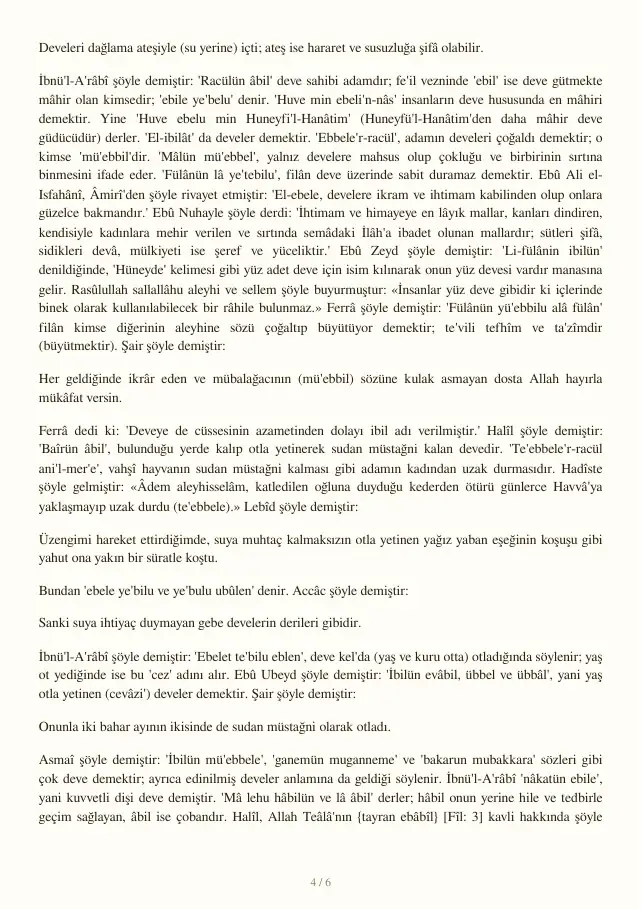 Develeri dağlama ateşiyle (su yerine) içti; ateş ise hararet ve susuzluğa şifâ olabilir.
İbnü'l-A'râbî şöyle demiştir: 'Racülün âbil' deve sahibi adamdır; fe'il vezninde 'ebil' ise deve gütmekte
mâhir olan kimsedir; 'ebile ye'belu' denir. 'Huve min ebeli'n-nâs' insanların deve hususunda en mâhiri
demektir. Yine 'Huve ebelu min Huneyfi'l-Hanâtim' (Huneyfü'l-Hanâtim'den daha mâhir deve
güdücüdür) derler. 'El-ibilât' da develer demektir. 'Ebbele'r-racül', adamın develeri çoğaldı demektir; o
kimse 'mü'ebbil'dir. 'Mâlün mü'ebbel', yalnız develere mahsus olup çokluğu ve birbirinin sırtına
binmesini ifade eder. 'Fülânün lâ ye'tebilu', filân deve üzerinde sabit duramaz demektir. Ebû Ali el-
Isfahânî, Âmirî'den şöyle rivayet etmiştir: 'El-ebele, develere ikram ve ihtimam kabilinden olup onlara
güzelce bakmandır.' Ebû Nuhayle şöyle derdi: 'İhtimam ve himayeye en lâyık mallar, kanları dindiren,
kendisiyle kadınlara mehir verilen ve sırtında semâdaki İlâh'a ibadet olunan mallardır; sütleri şifâ,
sidikleri devâ, mülkiyeti ise şeref ve yüceliktir.' Ebû Zeyd şöyle demiştir: 'Li-fülânin ibilün'
denildiğinde, 'Hüneyde' kelimesi gibi yüz adet deve için isim kılınarak onun yüz devesi vardır manasına
gelir. Rasûlullah sallallâhu aleyhi ve sellem şöyle buyurmuştur: «İnsanlar yüz deve gibidir ki içlerinde
binek olarak kullanılabilecek bir râhile bulunmaz.» Ferrâ şöyle demiştir: 'Fülânün yü'ebbilu alâ fülân'
filân kimse diğerinin aleyhine sözü çoğaltıp büyütüyor demektir; te'vili tefhîm ve ta'zîmdir
(büyütmektir). Şair şöyle demiştir:
Her geldiğinde ikrâr eden ve mübalağacının (mü'ebbil) sözüne kulak asmayan dosta Allah hayırla
mükâfat versin.
Ferrâ dedi ki: 'Deveye de cüssesinin azametinden dolayı ibil adı verilmiştir.' Halîl şöyle demiştir:
'Baîrün âbil', bulunduğu yerde kalıp otla yetinerek sudan müstağni kalan devedir. 'Te'ebbele'r-racül
ani'l-mer'e', vahşî hayvanın sudan müstağni kalması gibi adamın kadından uzak durmasıdır. Hadîste
şöyle gelmiştir: «Âdem aleyhisselâm, katledilen oğluna duyduğu kederden ötürü günlerce Havvâ'ya
yaklaşmayıp uzak durdu (te'ebbele).» Lebîd şöyle demiştir:
Üzengimi hareket ettirdiğimde, suya muhtaç kalmaksızın otla yetinen yağız yaban eşeğinin koşuşu gibi
yahut ona yakın bir süratle koştu.
Bundan 'ebele ye'bilu ve ye'bulu ubûlen' denir. Accâc şöyle demiştir:
Sanki suya ihtiyaç duymayan gebe develerin derileri gibidir.
İbnü'l-A'râbî şöyle demiştir: 'Ebelet te'bilu eblen', deve kel'da (yaş ve kuru otta) otladığında söylenir; yaş
ot yediğinde ise bu 'cez' adını alır. Ebû Ubeyd şöyle demiştir: 'İbilün evâbil, übbel ve übbâl', yani yaş
otla yetinen (cevâzi') develer demektir. Şair şöyle demiştir:
Onunla iki bahar ayının ikisinde de sudan müstağni olarak otladı.
Asmaî şöyle demiştir: 'İbilün mü'ebbele', 'ganemün muganneme' ve 'bakarun mubakkara' sözleri gibi
çok deve demektir; ayrıca edinilmiş develer anlamına da geldiği söylenir. İbnü'l-A'râbî 'nâkatün ebile',
yani kuvvetli dişi deve demiştir. 'Mâ lehu hâbilün ve lâ âbil' derler; hâbil onun yerine hile ve tedbirle
geçim sağlayan, âbil ise çobandır. Halîl, Allah Teâlâ'nın {tayran ebâbîl} [Fîl: 3] kavli hakkında şöyle
4 / 6